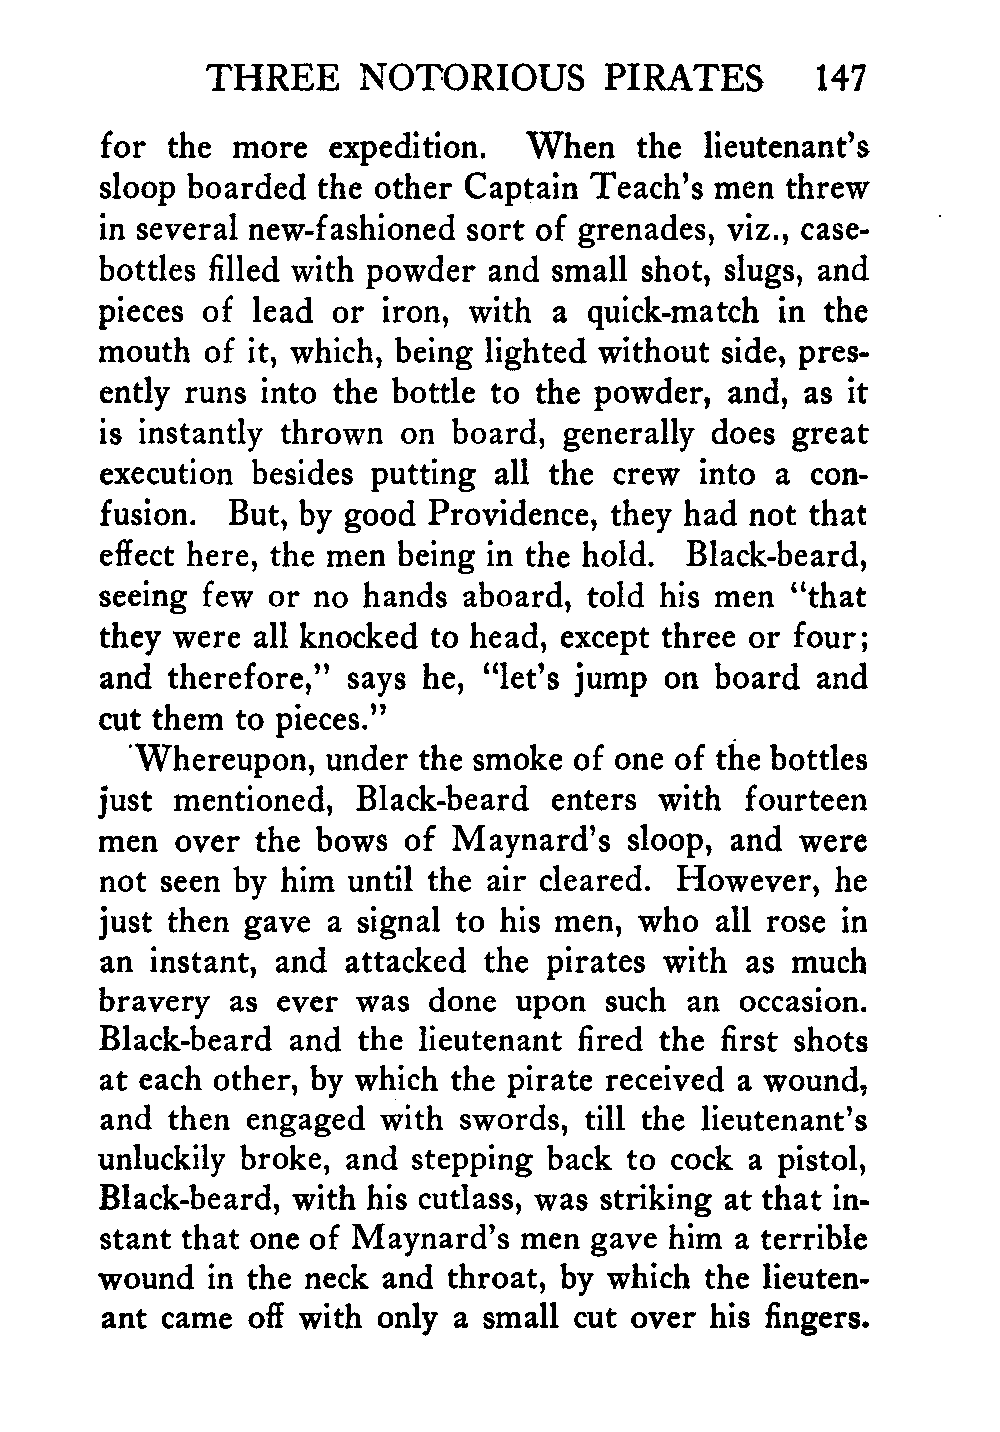 THREE NOTORIOUS PIRATES 147
for the more expedition. When the lieutenant's
sloop boarded the other Captain Teach's men threw
in several new-fashioned sort of grenades, viz., case-
bottles filled with powder and small shot, slugs, and
pieces of lead or iron, with a quick-match in the
mouth of it, which, being lighted without side, pres-
ently runs into the bottle to the powder, and, as it
is instantly thrown on board, generally does great
execution besides putting all the crew into a con-
fusion. But, by good Providence, they had not that
effect here, the men being in the hold. Black-beard,
seeing few or no hands aboard, told his men "that
they were all knocked to head, except three or four;
and therefore," says he, "let's jump on board and
cut them to pieces."
Whereupon, under the smoke of one of the bottles
just mentioned, Black-beard enters with fourteen
men over the bows of Maynard's sloop, and were
not seen by him until the air cleared. However, he
just then gave a signal to his men, who all rose in
an instant, and attacked the pirates with as much
bravery as ever was done upon such an occasion.
Black-beard and the lieutenant fired the first shots
at each other, by which the pirate received a wound,
and then engaged with swords, till the lieutenant's
unluckily broke, and stepping back to cock a pistol,
Black-beard, with his cutlass, was striking at that in-
stant that one of Maynard's men gave him a terrible
wound in the neck and throat, by which the lieuten-
ant came off with only a small cut over his fingers.